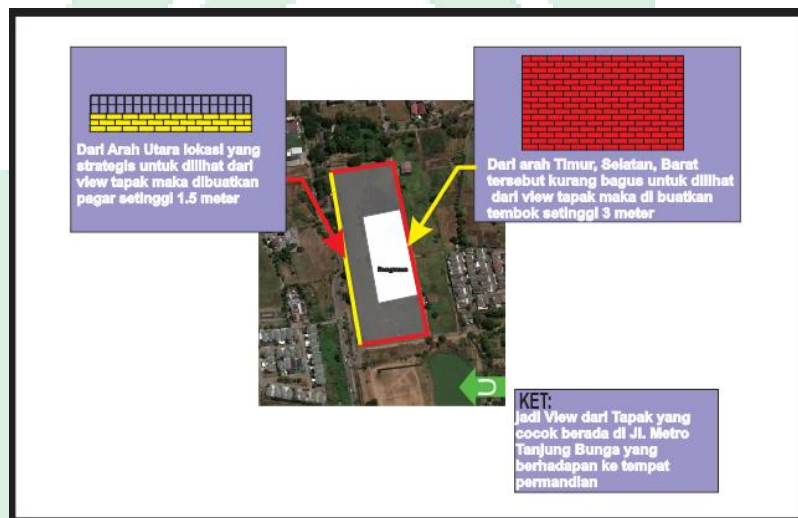 Dari Arah Utara lokasi yang
strategis untuk dilihat dari
view tapak maka dibuatkan
pagar setinggi 1.5 meter
Dari arah Timur, Selatan, Barat
tersebut kurang bagus untuk dilihat
dari view tapak maka di buatkan
tembok setinggi 3 meter
Bangunan
U
KET:
jadi View dari Tapak yang
cocok berada di Jl. Metro
Tanjung Bunga yang
berhadapan ke tempat
permandian